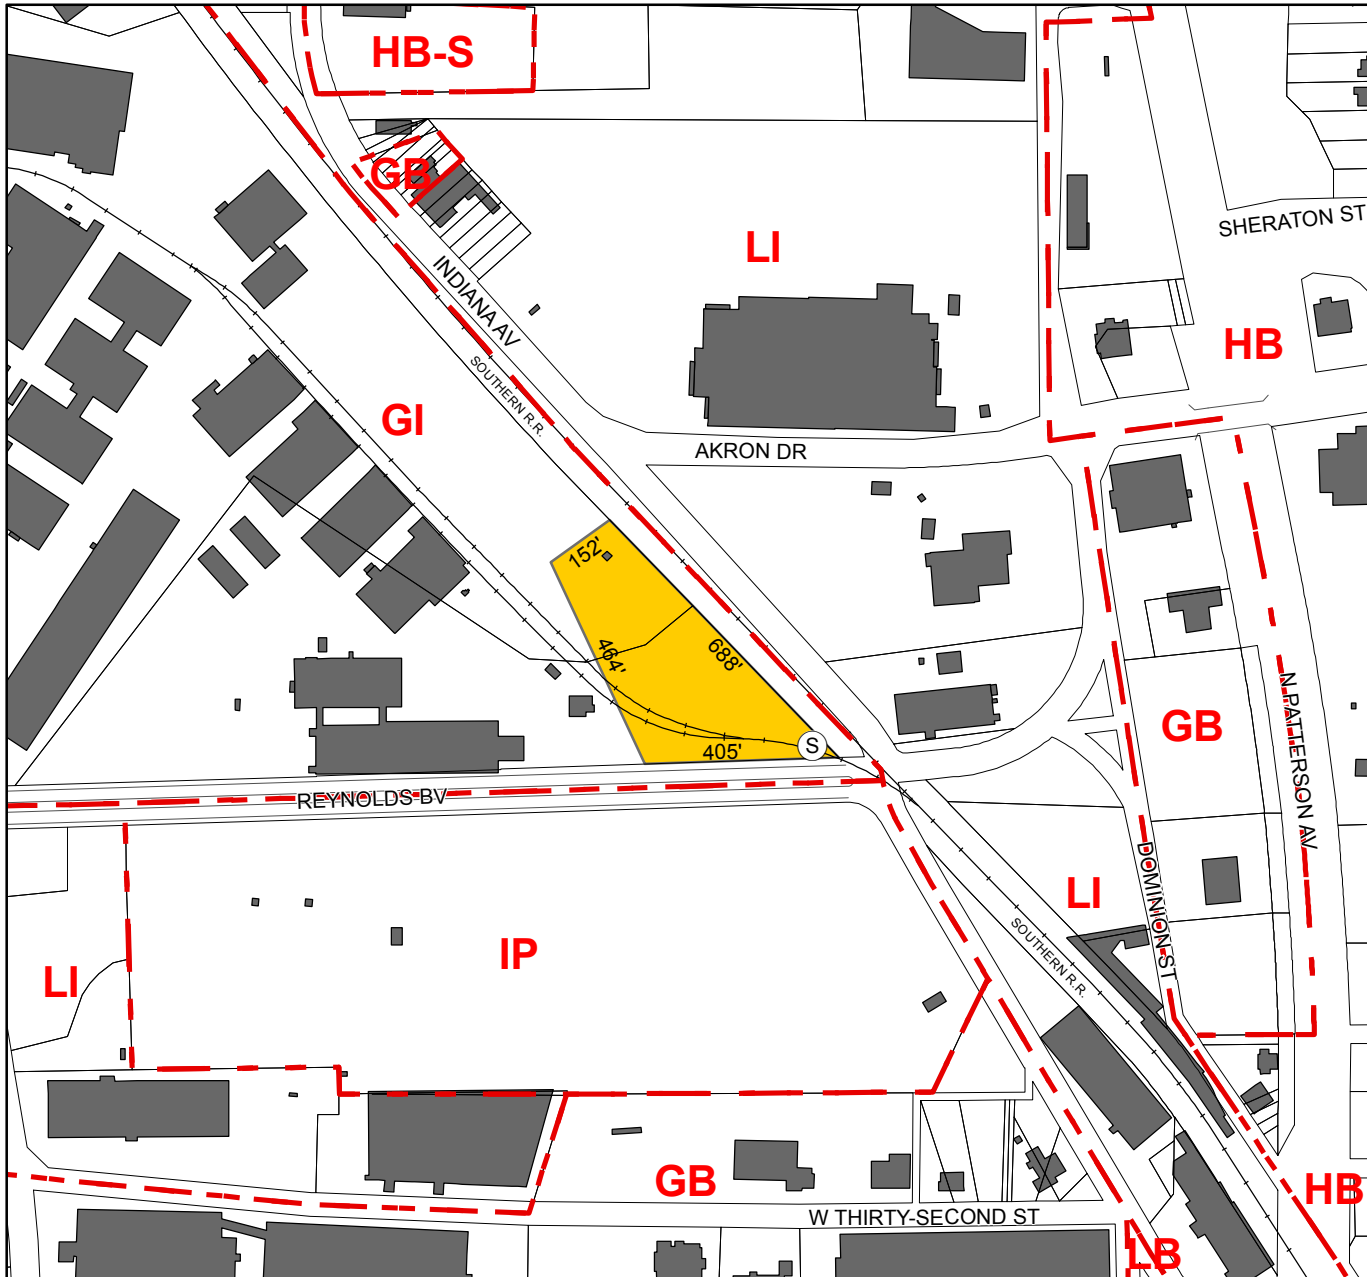 HB-S
GB
LI
SHERATON ST
INDIANA AV
HB
SOUTHERN R.R.
GI
AKRON DR
152'
464'
688'
N PATTERSON AV
GB
S
405'
REYNOLDS BV
DOMINION ST
LI
SOUTHERN R.R.
IP
LI
GB
HB
W THIRTY-SECOND ST
LB